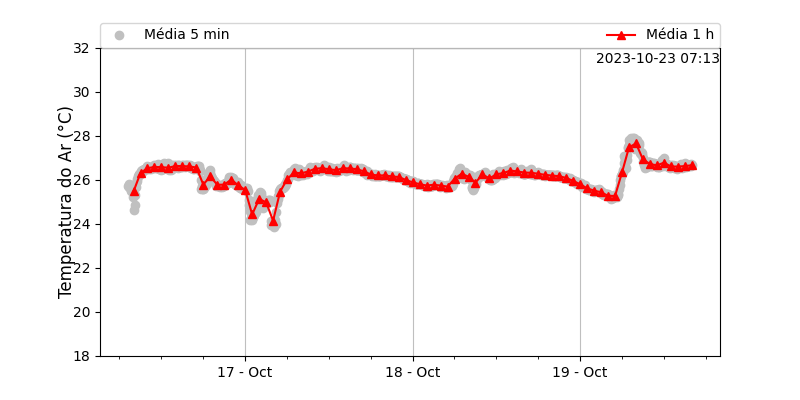 Média 5 min
Média 1 h
2023-10-23 07:13
Temperatura do Ar (°C)
32
30
28
26
24
22
20
18
17 - Oct
18 - Oct
19 - Oct